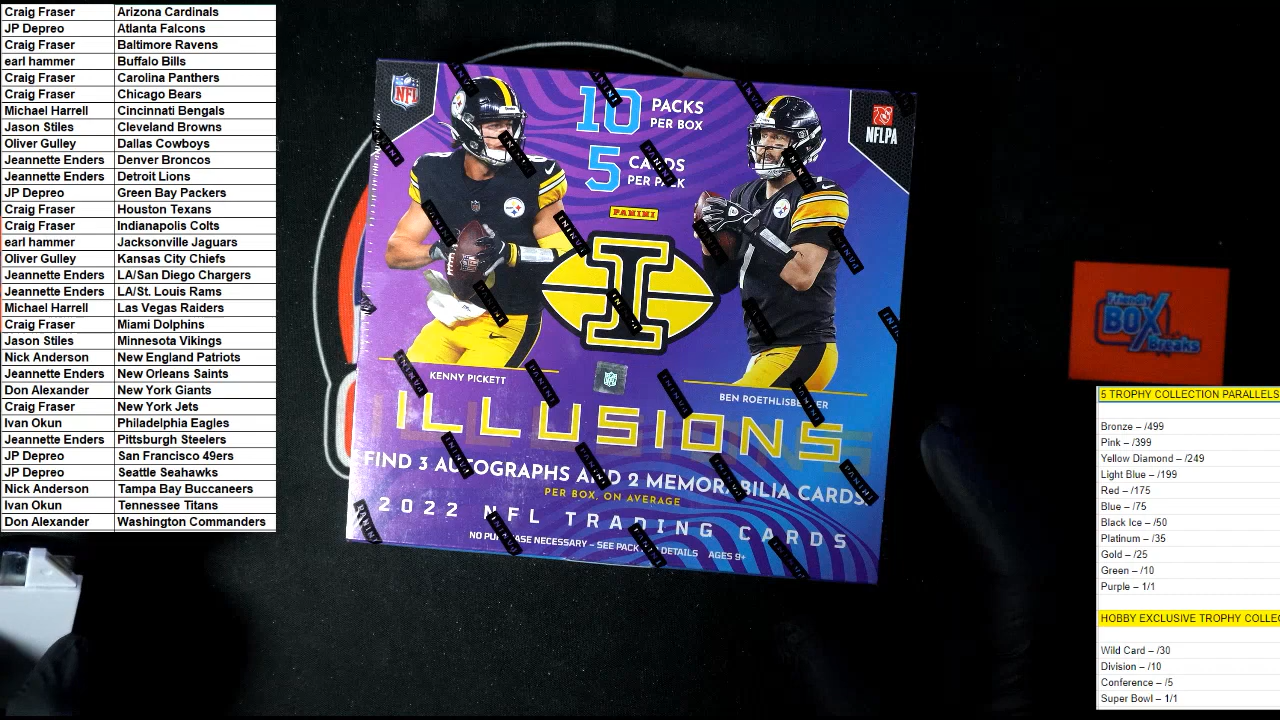 Craig Fraser Arizona Cardinals
JP Depreo Atlanta Falcons
Craig Fraser Baltimore Ravens
earl hammer Buffalo Bills
Craig Fraser Carolina Panthers
Craig Fraser Chicago Bears
Michael Harrell Cincinnati Bengals
Jason Stiles Cleveland Browns
Oliver Gulley Dallas Cowboys
Jeannette Enders Denver Broncos
Jeannette Enders Detroit Lions
JP Depreo Green Bay Packers
Craig Fraser Houston Texans
Craig Fraser Indianapolis Colts
earl hammer Jacksonville Jaguars
Oliver Gulley Kansas City Chiefs
Jeannette Enders LA/San Diego Chargers
Jeannette Enders LA/St. Louis Rams
Michael Harrell Las Vegas Raiders
Craig Fraser Miami Dolphins
Jason Stiles Minnesota Vikings
Nick Anderson New England Patriots
Jeannette Enders New Orleans Saints
Don Alexander New York Giants
Craig Fraser New York Jets
Ivan Okun Philadelphia Eagles
Jeannette Enders Pittsburgh Steelers
JP Depreo San Francisco 49ers
JP Depreo Seattle Seahawks
Nick Anderson Tampa Bay Buccaneers
Ivan Okun Tennessee Titans
Don Alexander Washington Commanders
NFL
10 PACKS
PER BOX
5 CARDS
PER PACK
PANINI
NFLPA
KENNY PICKETT
BEN ROETHLISBERGER
ILLUSIONS
FIND 3 AUTOGRAPHS AND 2 MEMORABILIA CARDS
PER BOX, ON AVERAGE
2022 NFL TRADING CARDS
NO PURCHASE NECESSARY – SEE PACK DETAILS AGES 9+
Friendly
BOX
Breaks
5 TROPHY COLLECTION PARALLELS
Bronze – /499
Pink – /399
Yellow Diamond – /249
Light Blue – /199
Red – /175
Blue – /75
Black Ice – /50
Platinum – /35
Gold – /25
Green – /10
Purple – 1/1
HOBBY EXCLUSIVE TROPHY COLLEC
Wild Card – /30
Division – /10
Conference – /5
Super Bowl – 1/1